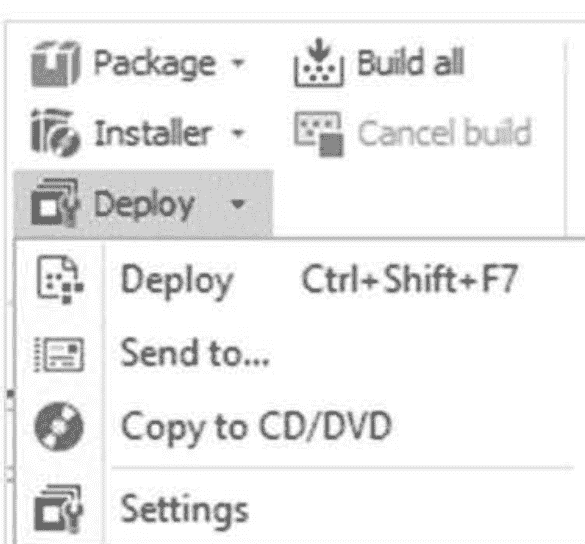 Package
Build all
Installer
Cancel build
Deploy
Deploy Ctrl+Shift+F7
Send to...
Copy to CD/DVD
Settings